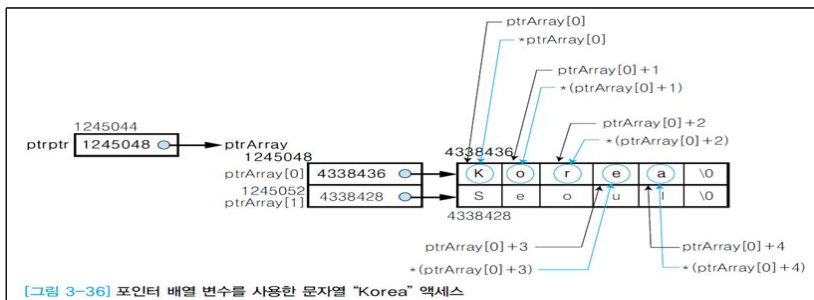 ptrArray[0]
*ptrArray[0]
ptrArray[0]+1
*(ptrArray[0]+1)
ptrArray[0]+2
*(ptrArray[0]+2)
1245044
ptrptr 1245048 ptrArray
1245048 4338436
ptrArray[0] 4338436 K o r e a \0
1245052
ptrArray[1] 4338428 S e o u l \0
4338428
ptrArray[0]+3 ptrArray[0]+4
*(ptrArray[0]+3) *(ptrArray[0]+4)
[그림 3-36] 포인터 배열 변수를 사용한 문자열 "Korea" 액세스